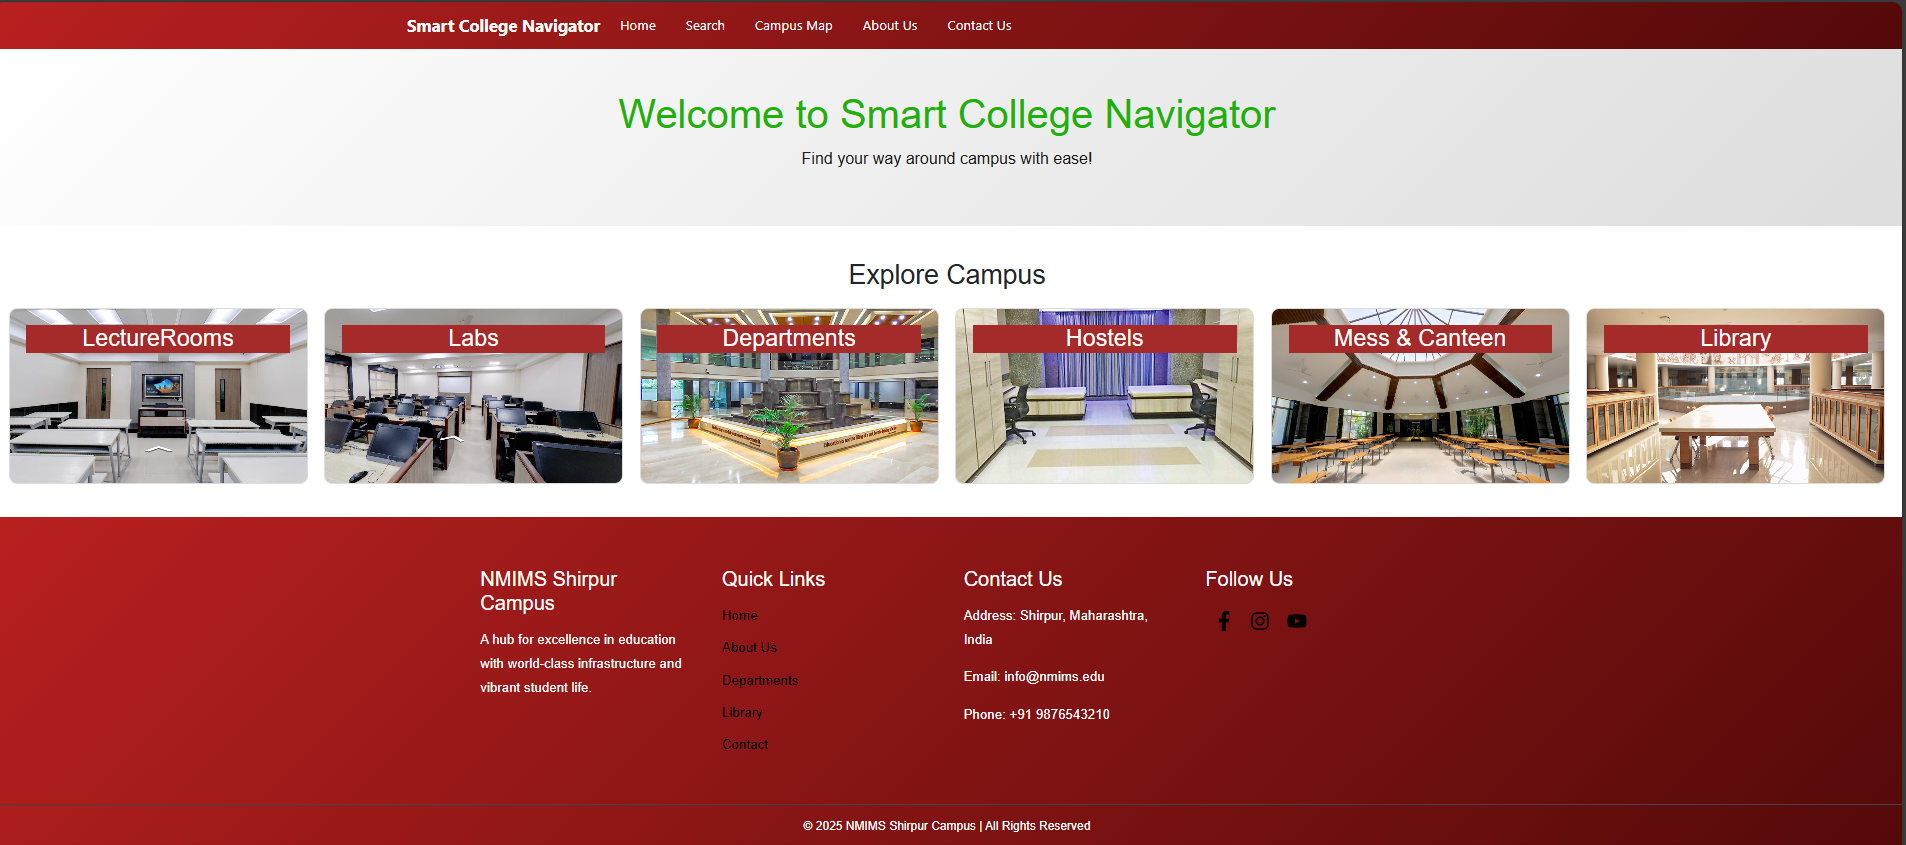 Smart College Navigator Home Search Campus Map About Us Contact Us
Welcome to Smart College Navigator
Find your way around campus with ease!
Explore Campus
LectureRooms
Labs
Departments
Hostels
Mess & Canteen
Library
NMIMS Shirpur
Campus
A hub for excellence in education
with world-class infrastructure and
vibrant student life.
Quick Links
Home
About Us
Departments
Library
Contact
Contact Us
Address: Shirpur, Maharashtra,
India
Email: info@nmims.edu
Phone: +91 9876543210
Follow Us
© 2025 NMIMS Shirpur Campus | All Rights Reserved